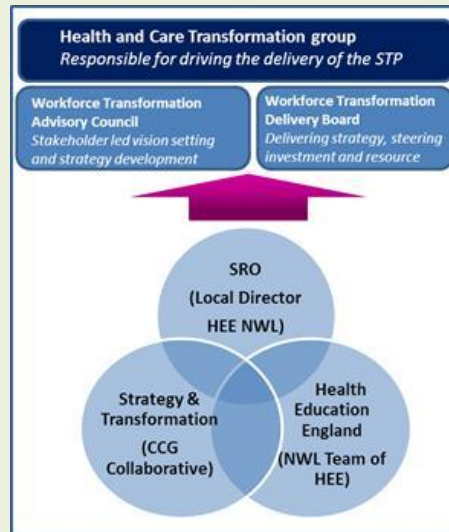 Health and Care Transformation group
Responsible for driving the delivery of the STP
Workforce Transformation
Advisory Council
Stakeholder led vision setting
and strategy development
Workforce Transformation
Delivery Board
Delivering strategy, steering
investment and resource
SRO
(Local Director
HEE NWL)
Strategy &
Transformation
(CCG
Collaborative)
Health
Education
England
(NWL Team of
HEE)